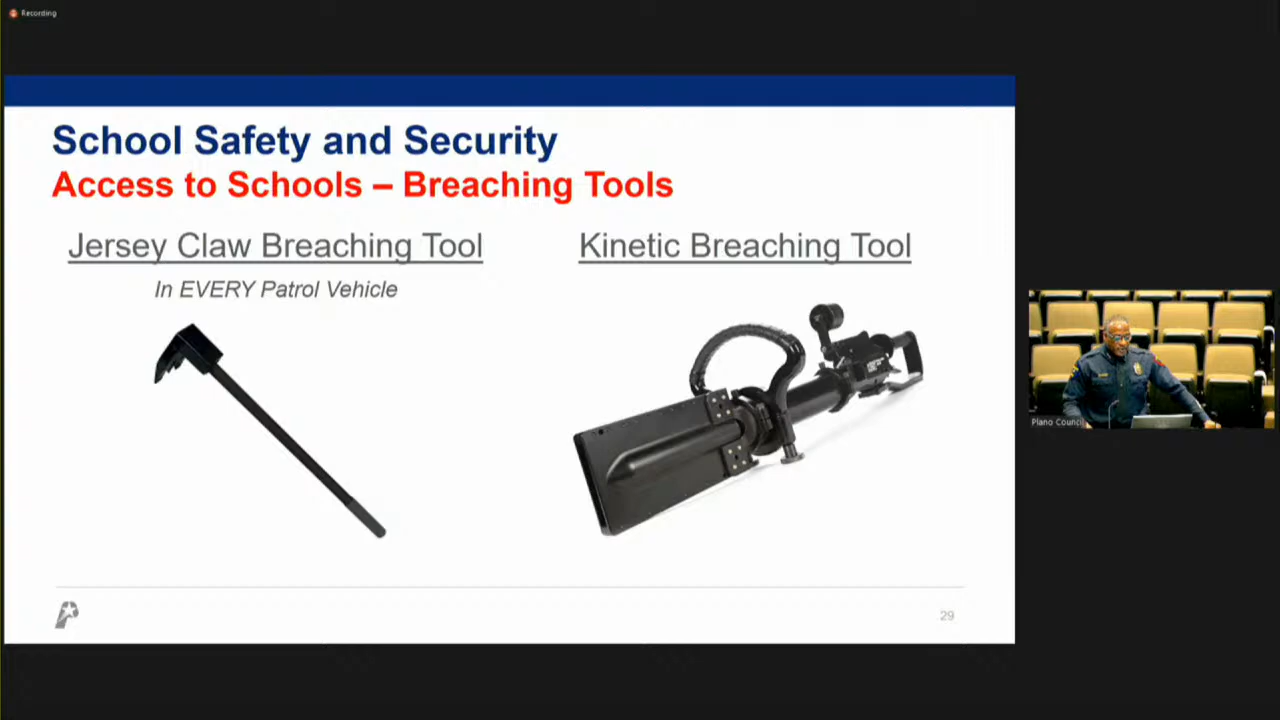 Recording
School Safety and Security
Access to Schools – Breaching Tools
Jersey Claw Breaching Tool
Kinetic Breaching Tool
In EVERY Patrol Vehicle
Plano Council
29